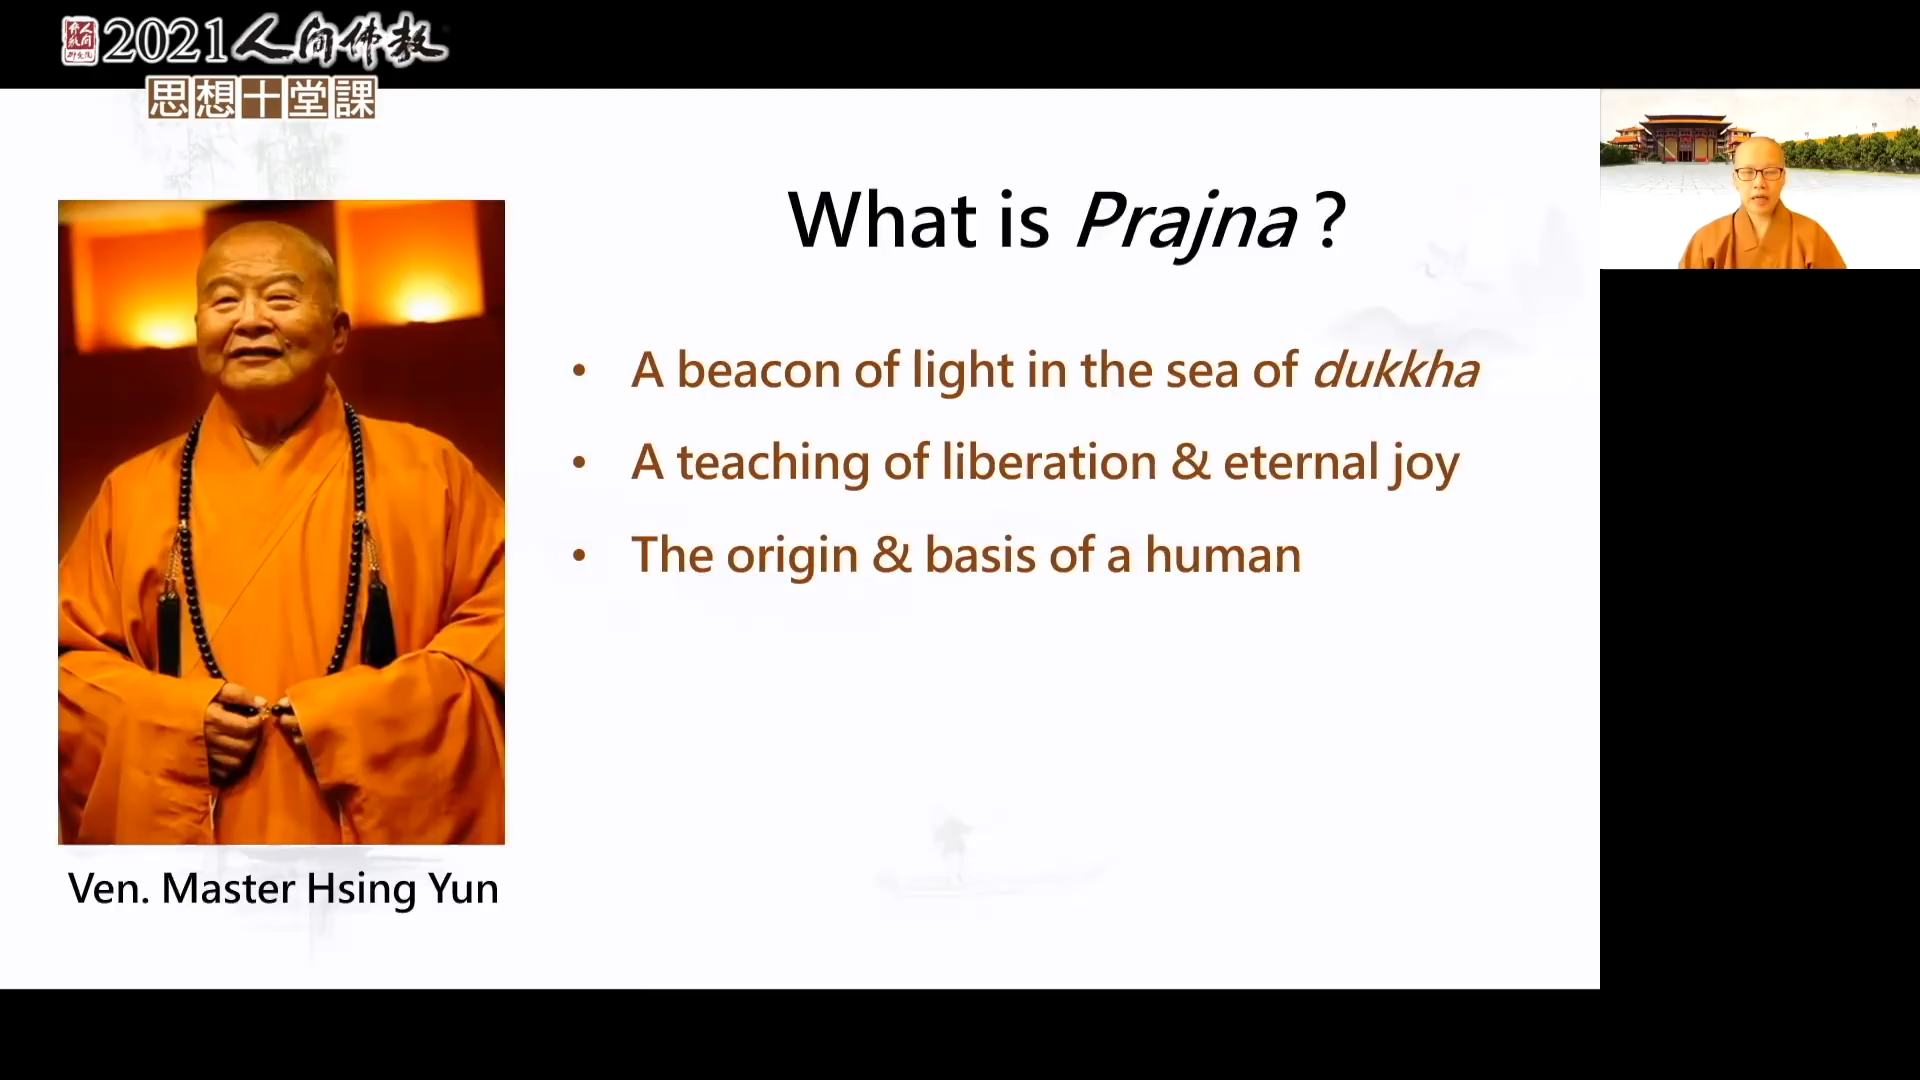 2021人间佛教
思想十堂課
What is Prajna ?
• A beacon of light in the sea of dukkha
• A teaching of liberation & eternal joy
• The origin & basis of a human
Ven. Master Hsing Yun